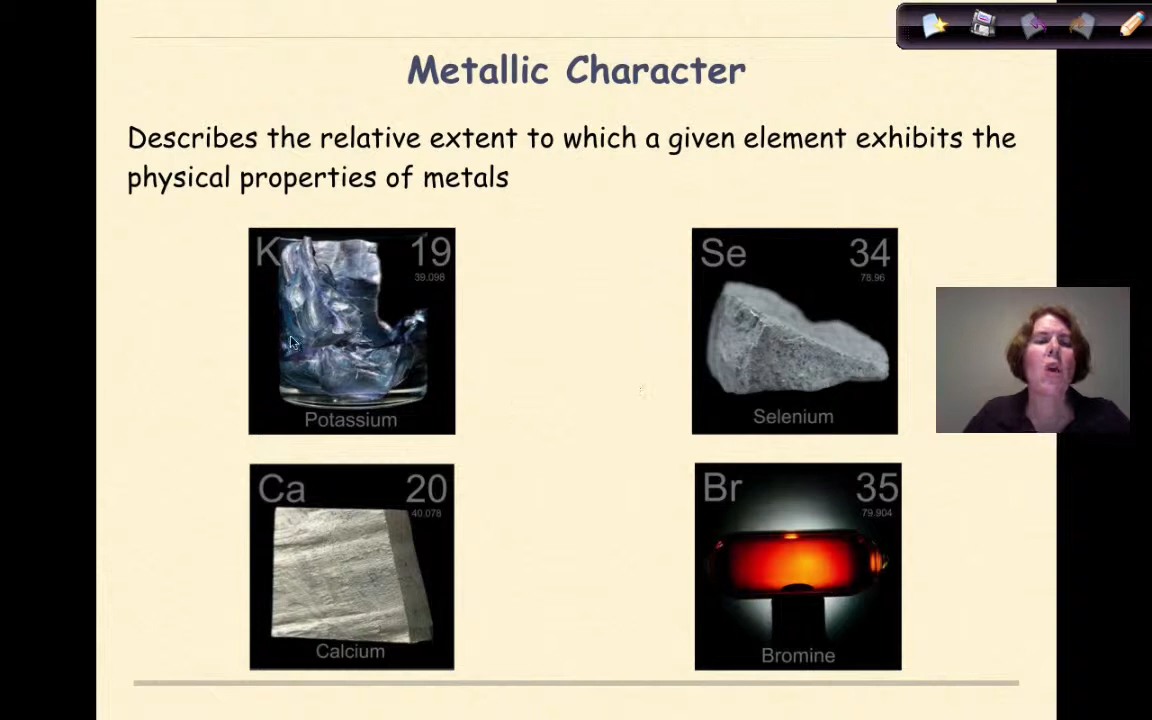 Metallic Character
Describes the relative extent to which a given element exhibits the
physical properties of metals
K 19
39.098
Potassium
Se 34
78.96
Selenium
Ca 20
40.078
Calcium
Br 35
79.904
Bromine